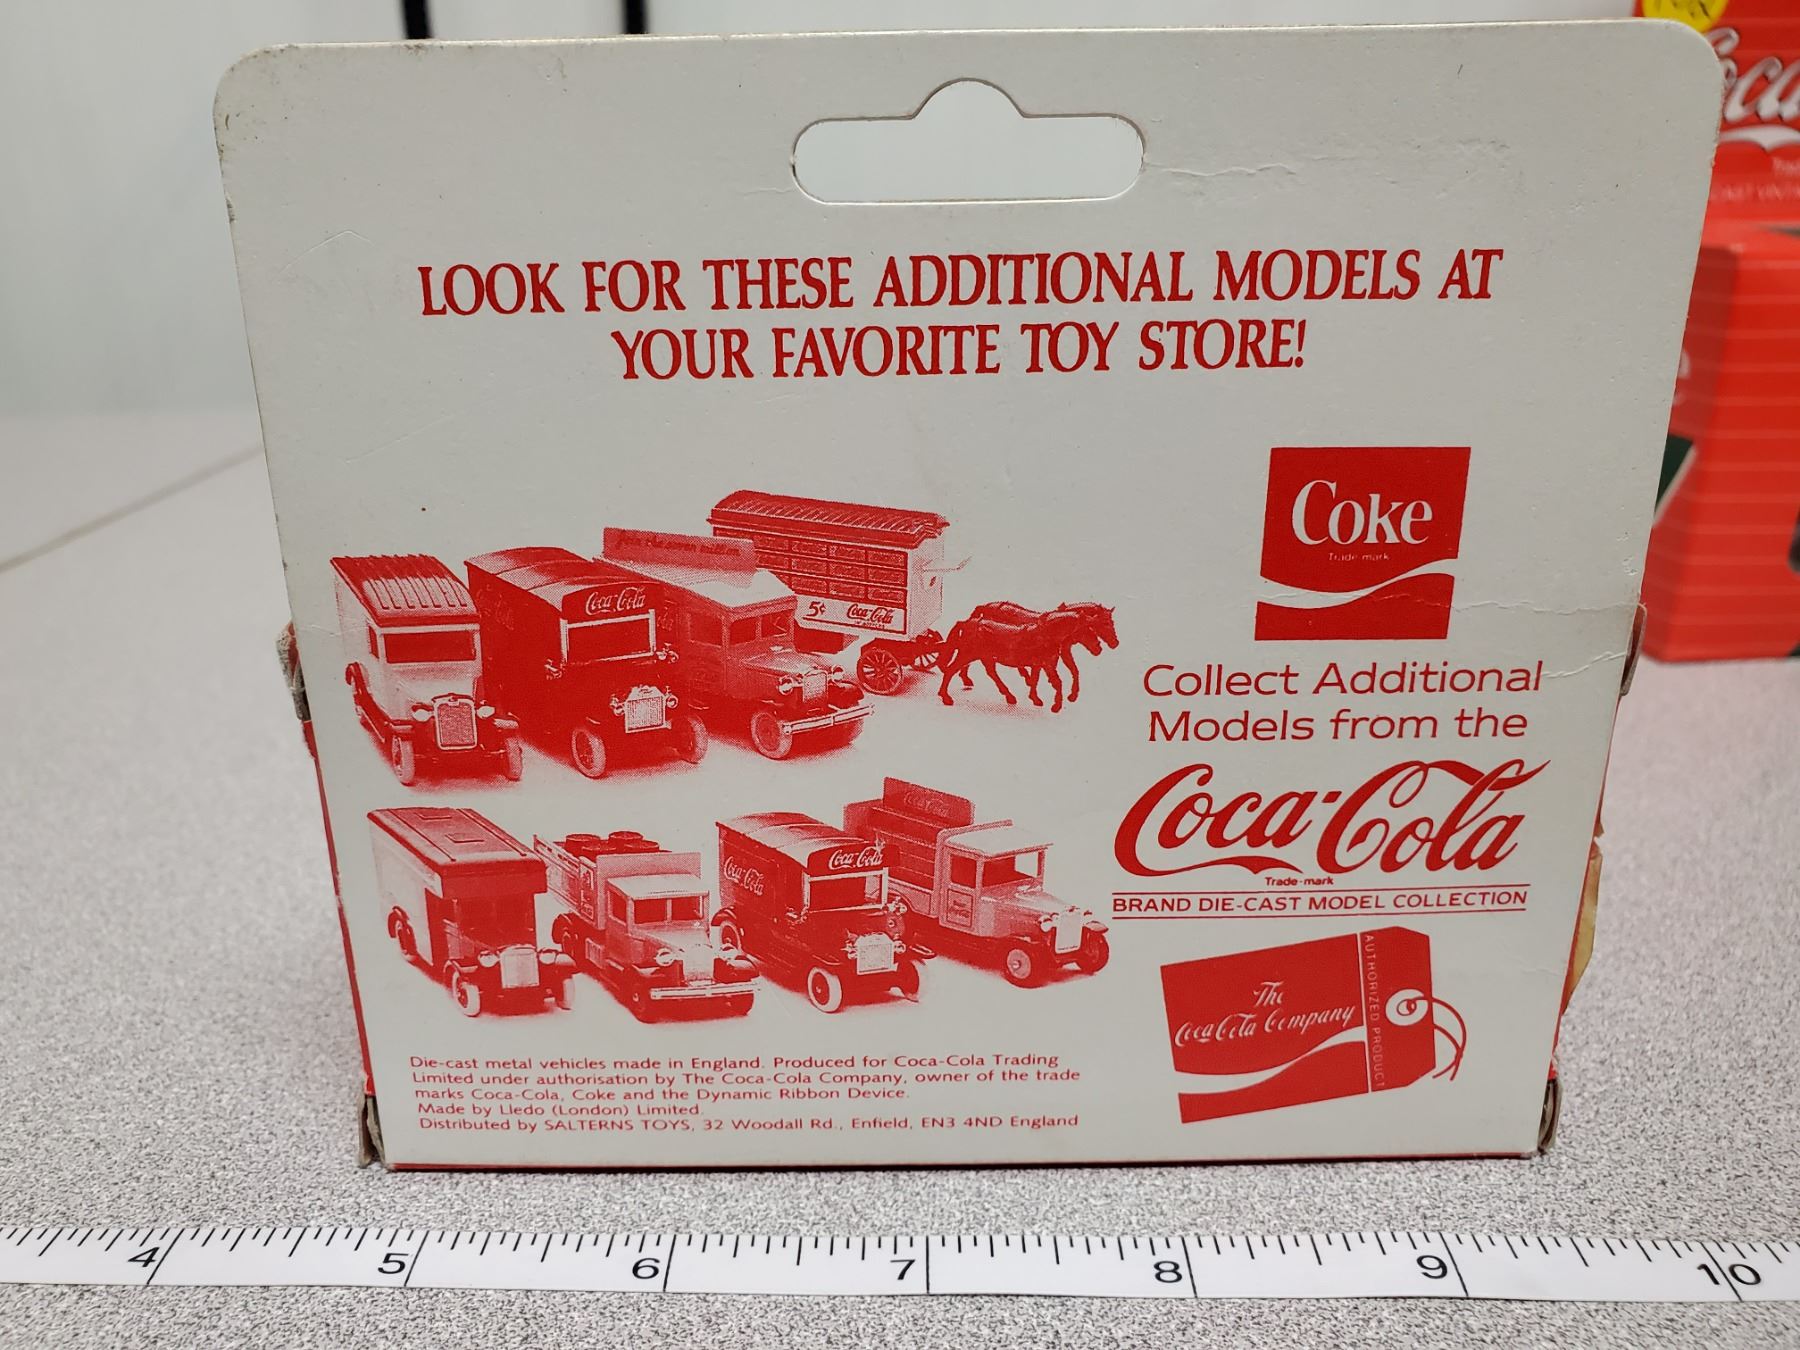 LOOK FOR THESE ADDITIONAL MODELS AT
YOUR FAVORITE TOY STORE!
Coke
Trade mark
Collect Additional
Models from the
Coca-Cola
Trade-mark
BRAND DIE-CAST MODEL COLLECTION
The
Coca-Cola Company
AUTHORIZED PRODUCT
Coca-Cola
5¢ Coca-Cola
Coca-Cola
Coca-Cola
Coca-Cola
Die-cast metal vehicles made in England. Produced for Coca-Cola Trading
Limited under authorisation by The Coca-Cola Company, owner of the trade
marks Coca-Cola, Coke and the Dynamic Ribbon Device.
Made by Lledo (London) Limited.
Distributed by SALTERNS TOYS, 32 Woodall Rd., Enfield, EN3 4ND England
4 5 6 7 8 9 10